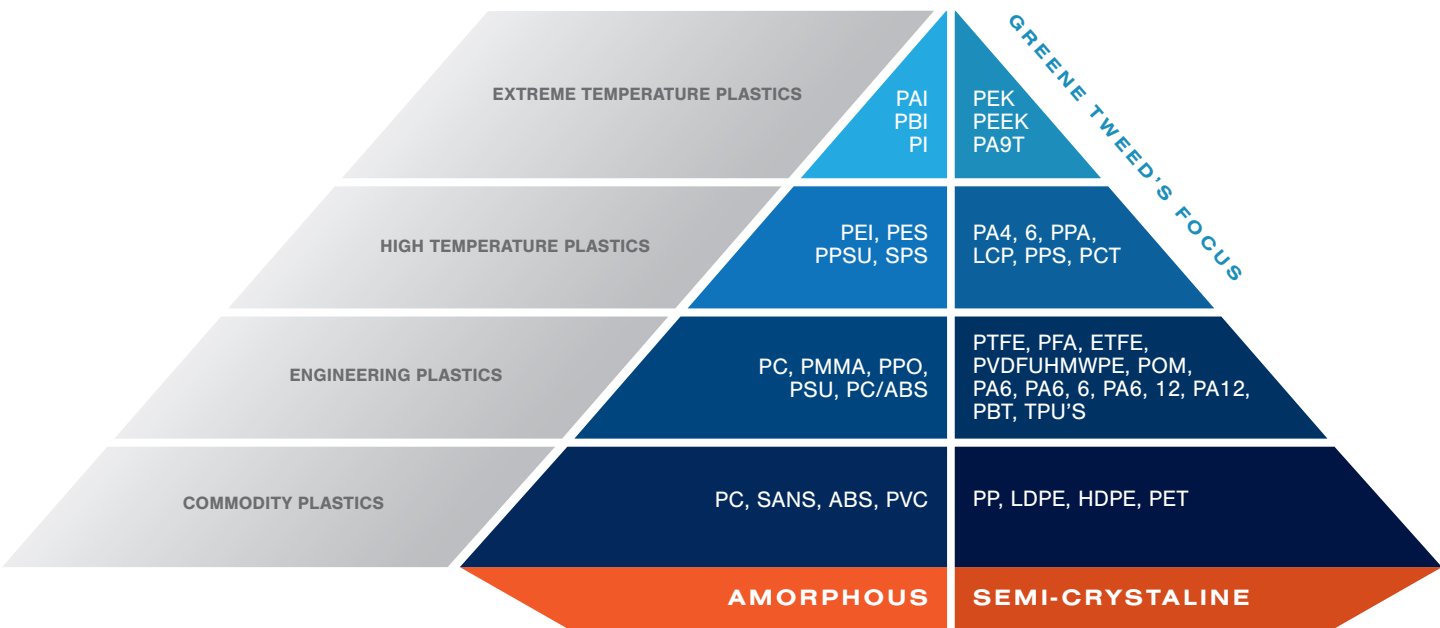 GREENE TWEED'S FOCUS
EXTREME TEMPERATURE PLASTICS
PAI
PBI
PI
PEK
PEEK
PA9T
HIGH TEMPERATURE PLASTICS
PEI, PES
PPSU, SPS
PA4, 6, PPA,
LCP, PPS, PCT
ENGINEERING PLASTICS
PC, PMMA, PPO,
PSU, PC/ABS
PTFE, PFA, ETFE,
PVDFUHMWPE, POM,
PA6, PA6, 6, PA6, 12, PA12,
PBT, TPU'S
COMMODITY PLASTICS
PC, SANS, ABS, PVC
PP, LDPE, HDPE, PET
AMORPHOUS
SEMI-CRYSTALINE